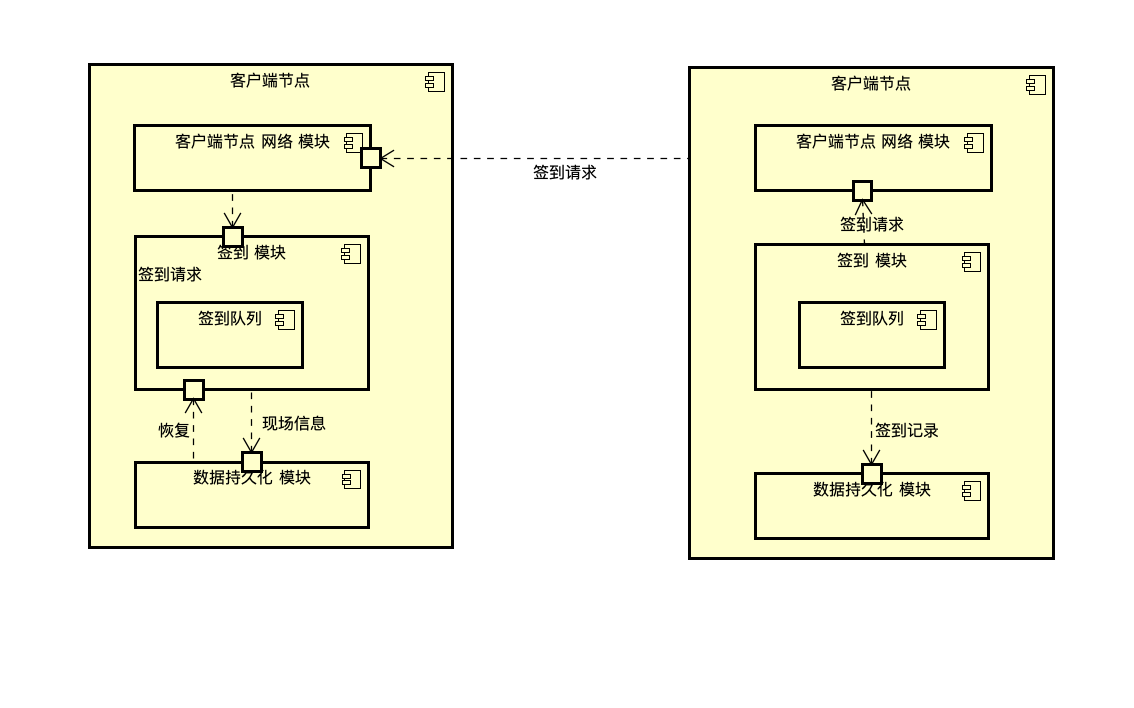 客户端节点
客户端节点 网络 模块
签到 模块
签到请求
签到队列
恢复
现场信息
数据持久化 模块
签到请求
客户端节点
客户端节点 网络 模块
签到请求
签到 模块
签到队列
签到记录
数据持久化 模块